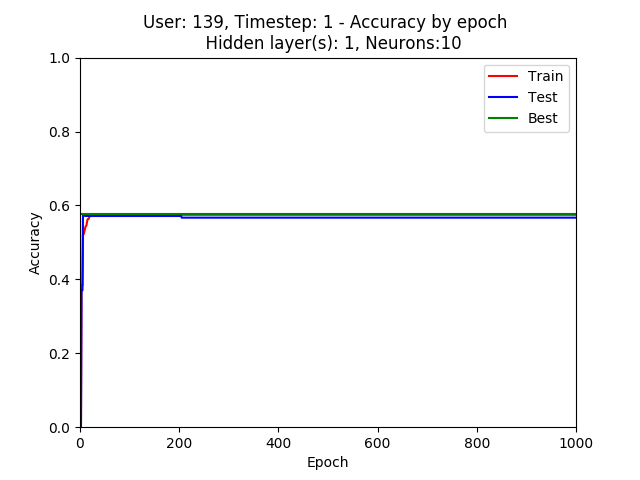 User: 139, Timestep: 1 - Accuracy by epoch
Hidden layer(s): 1, Neurons:10
1.0
0.8
0.6
0.4
0.2
0.0
Accuracy
Train
Test
Best
0 200 400 600 800 1000
Epoch